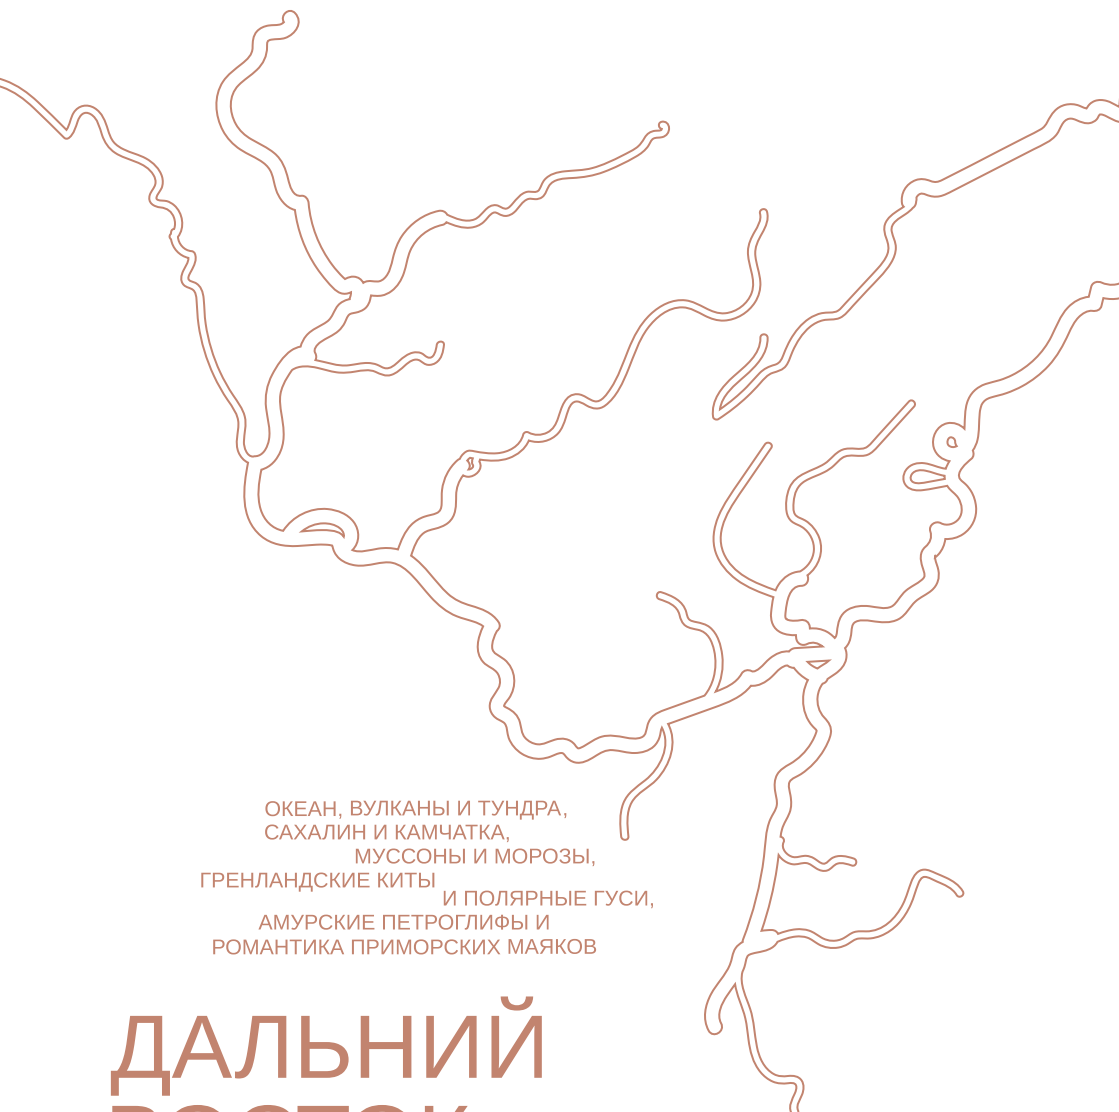 ОКЕАН, ВУЛКАНЫ И ТУНДРА,
САХАЛИН И КАМЧАТКА,
МУССОНЫ И МОРОЗЫ,
ГРЕНЛАНДСКИЕ КИТЫ
И ПОЛЯРНЫЕ ГУСИ,
АМУРСКИЕ ПЕТРОГЛИФЫ И
РОМАНТИКА ПРИМОРСКИХ МАЯКОВ
ДАЛЬНИЙ